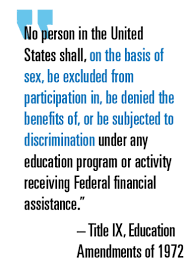 No person in the United
States shall, on the basis of
sex, be excluded from
participation in, be denied the
benefits of, or be subjected to
discrimination under any
education program or activity
receiving Federal financial
assistance.”
– Title IX, Education
Amendments of 1972